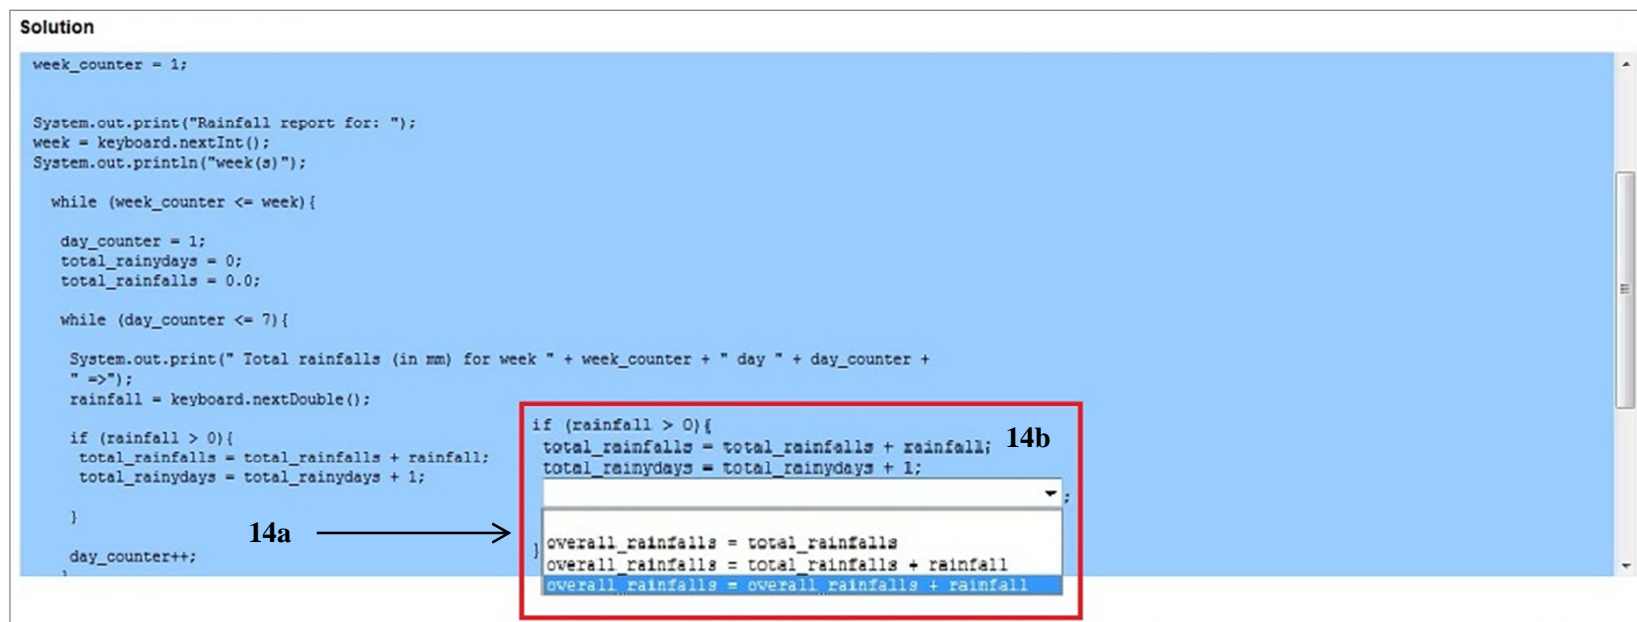 Solution
week_counter = 1;
System.out.print("Rainfall report for: ");
week = keyboard.nextInt();
System.out.println("week(s)");
while (week_counter <= week){
day_counter = 1;
total_rainydays = 0;
total_rainfalls = 0.0;
while (day_counter <= 7){
System.out.print(" Total rainfalls (in mm) for week " + week_counter + " day " + day_counter +
" =>");
rainfall = keyboard.nextDouble();
if (rainfall > 0){
total_rainfalls = total_rainfalls + rainfall;
total_rainydays = total_rainydays + 1;
}
day_counter++;
}
14a
if (rainfall > 0){
total_rainfalls = total_rainfalls + rainfall;
14b
total_rainydays = total_rainydays + 1;
;
overall_rainfalls = total_rainfalls
}
overall_rainfalls = total_rainfalls + rainfall
overall_rainfalls = overall_rainfalls + rainfall